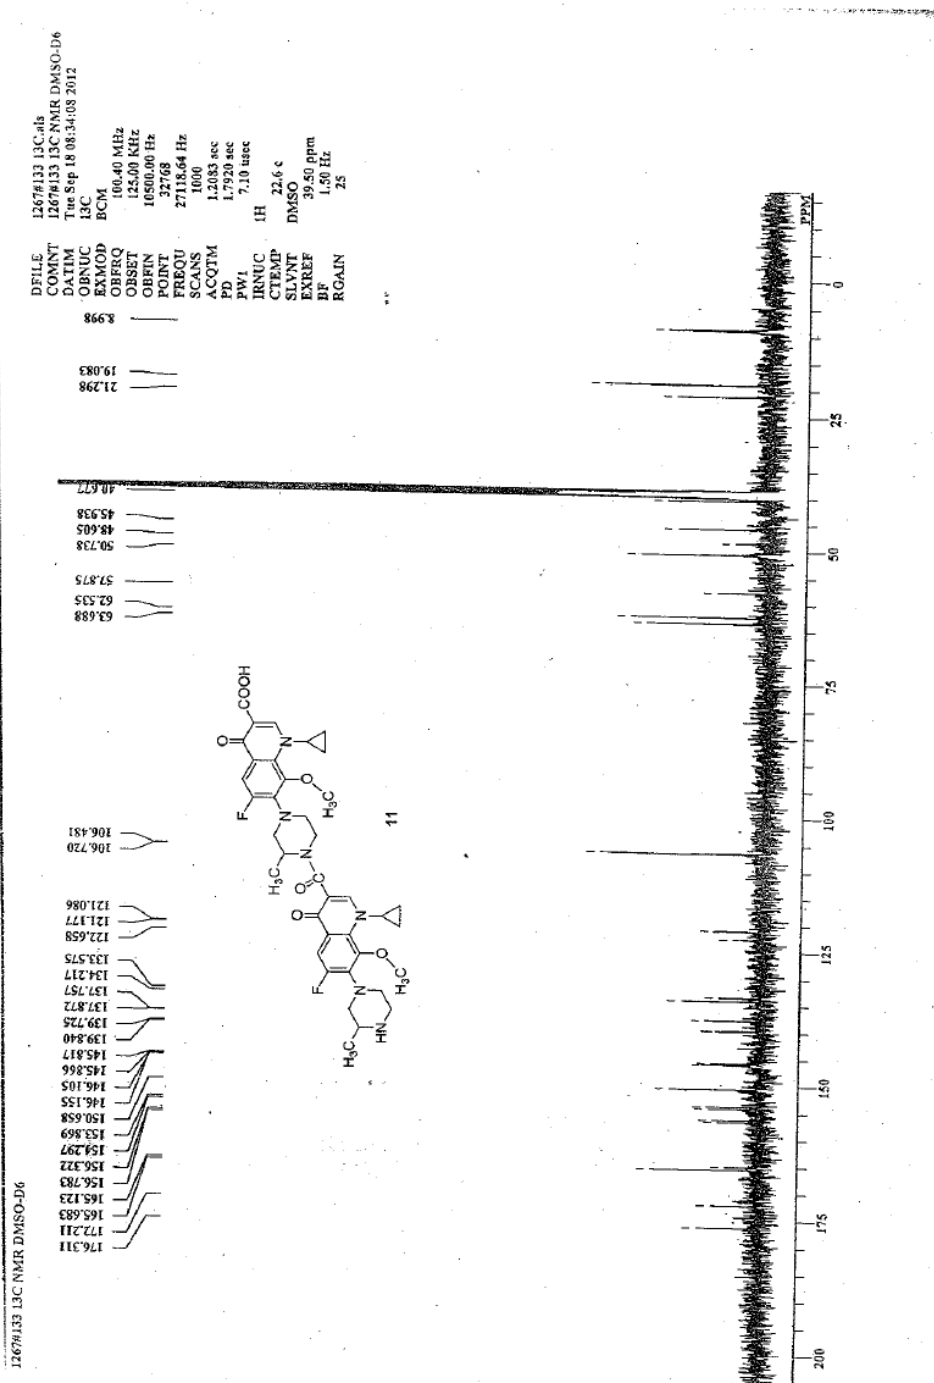 1267#133 13C NMR DMSO-D6
DFILE 1267#133 13C.als
COMNT 1267#133 13C NMR DMSO-D6
DATIM Tue Sep 18 08:34:08 2012
OBNUC 13C
EXMOD BCM
OBFRQ 100.40 MHz
OBSET 125.00 KHz
OBFIN 10500.00 Hz
POINT 32768
FREQU 27118.64 Hz
SCANS 1000
ACQTM 1.2083 sec
PD 1.7920 sec
PW1 7.10 usec
IRNUC 1H
CTEMP 22.6 c
SLVNT DMSO
EXREF 39.50 ppm
BF 1.50 Hz
RGAIN 25
176.311
172.211
165.683
165.123
156.783
156.322
154.297
153.869
150.658
146.155
146.105
145.866
145.817
139.840
139.725
137.872
137.757
134.217
133.575
122.658
121.177
121.086
106.720
106.481
63.688
62.535
57.875
50.738
48.605
45.938
40.677
21.298
19.083
8.998
O
COOH
F
N
N
O
H3C
H3C
N
O
C
O
F
N
N
O
H3C
H3C
HN
11
200
175
150
125
100
75
50
25
0
PPM